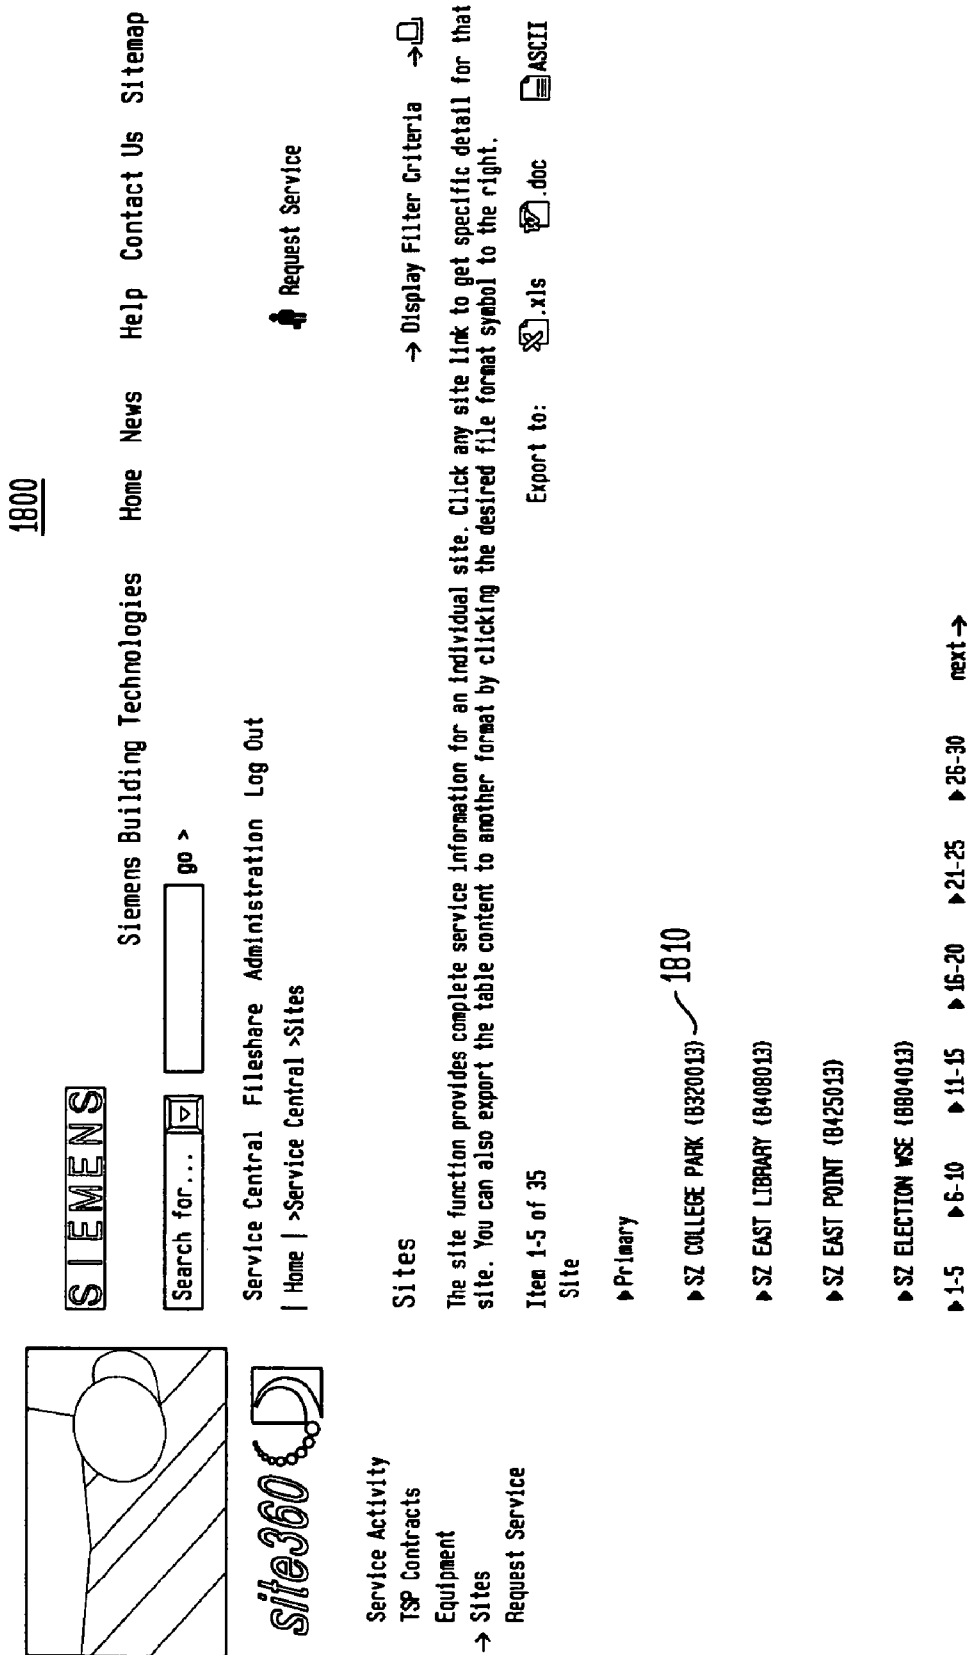 1800
SIEMENS
Siemens Building Technologies Home News Help Contact Us Sitemap
Search for... go >
site360
Service Central Fileshare Administration Log Out
| Home | >Service Central >Sites
Request Service
Service Activity
TSP Contracts
Equipment
→ Sites
Request Service
Sites
→ Display Filter Criteria →
The site function provides complete service information for an individual site. Click any site link to get specific detail for that
site. You can also export the table content to another format by clicking the desired file format symbol to the right.
Item 1-5 of 35
Export to: .xls .doc ASCII
Site
Primary
SZ COLLEGE PARK (B320013) 1810
SZ EAST LIBRARY (B408013)
SZ EAST POINT (B425013)
SZ ELECTION WSE (BB04013)
1-5 6-10 11-15 16-20 21-25 26-30 next →